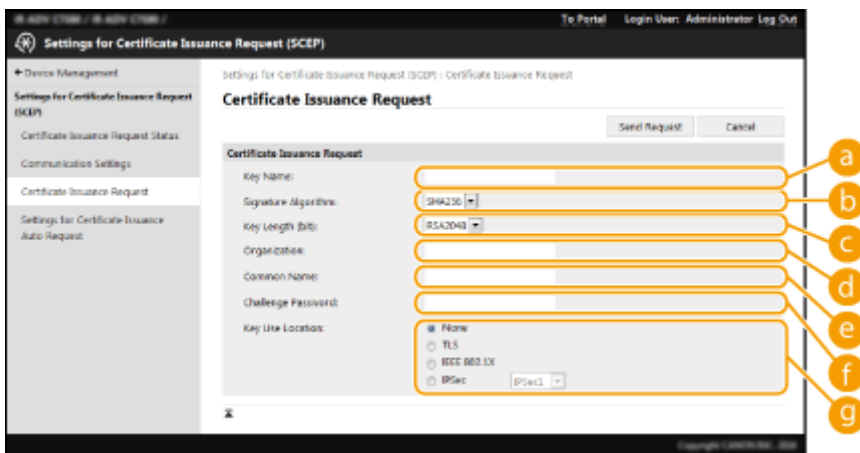 To Portal Login User: Administrator Log Out
Settings for Certificate Issuance Request (SCEP)
Device Management
Settings for Certificate Issuance Request (SCEP) : Certificate Issuance Request
Settings for Certificate Issuance Request
(SCEP)
Certificate Issuance Request Status
Communication Settings
Certificate Issuance Request
Settings for Certificate Issuance
Auto Request
Certificate Issuance Request
Send Request Cancel
Certificate Issuance Request
Key Name:
a
Signature Algorithm: SHA256
b
Key Length (bit): RSA2048
c
Organization:
d
Common Name:
e
Challenge Password:
f
Key Use Location: None
TLS
IEEE 802.1X
IPSec IPSec1
g
Copyright CANON INC. 2016